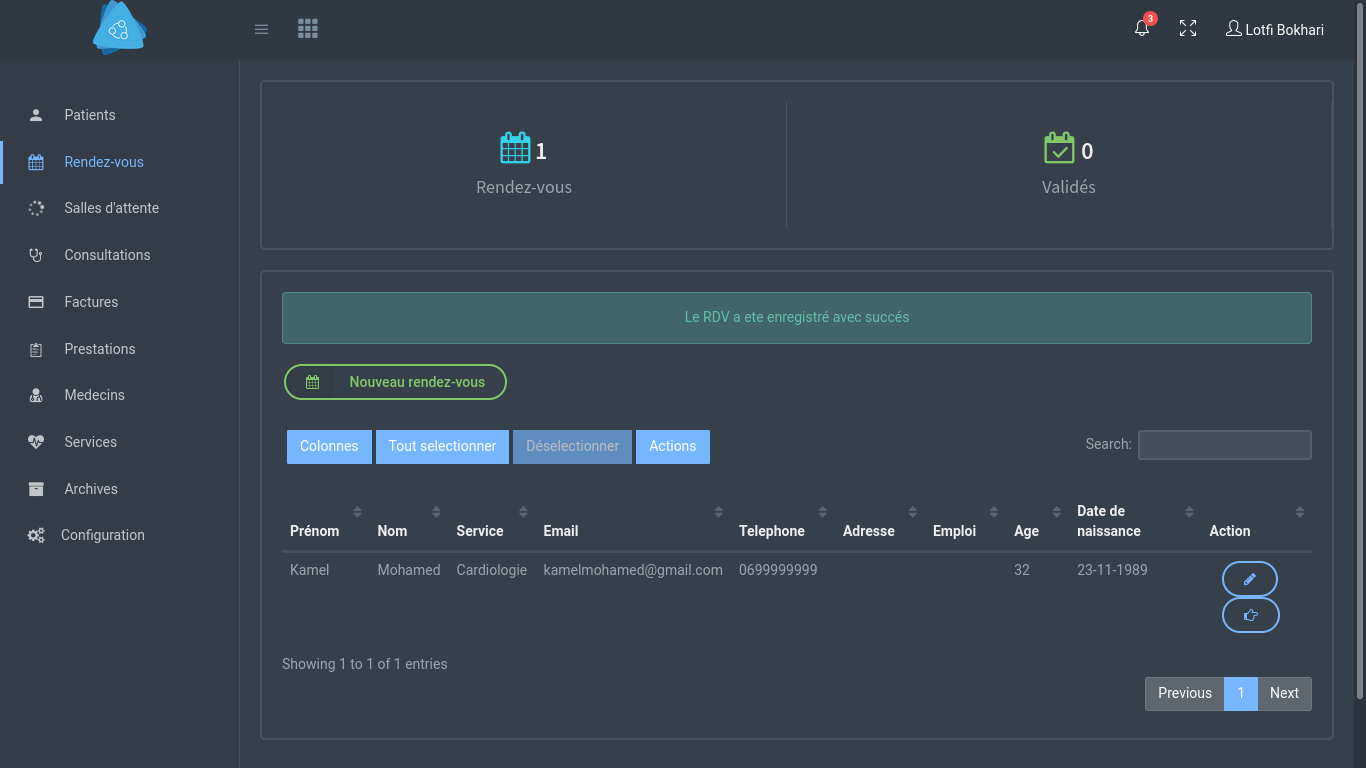 3
Lotfi Bokhari
Patients
Rendez-vous
Salles d'attente
Consultations
Factures
Prestations
Medecins
Services
Archives
Configuration
1
Rendez-vous
0
Validés
Le RDV a ete enregistré avec succés
Nouveau rendez-vous
Colonnes Tout selectionner Déselectionner Actions Search:
Prénom Nom Service Email Telephone Adresse Emploi Age Date de naissance Action
Kamel Mohamed Cardiologie kamelmohamed@gmail.com 0699999999 32 23-11-1989
Showing 1 to 1 of 1 entries
Previous 1 Next